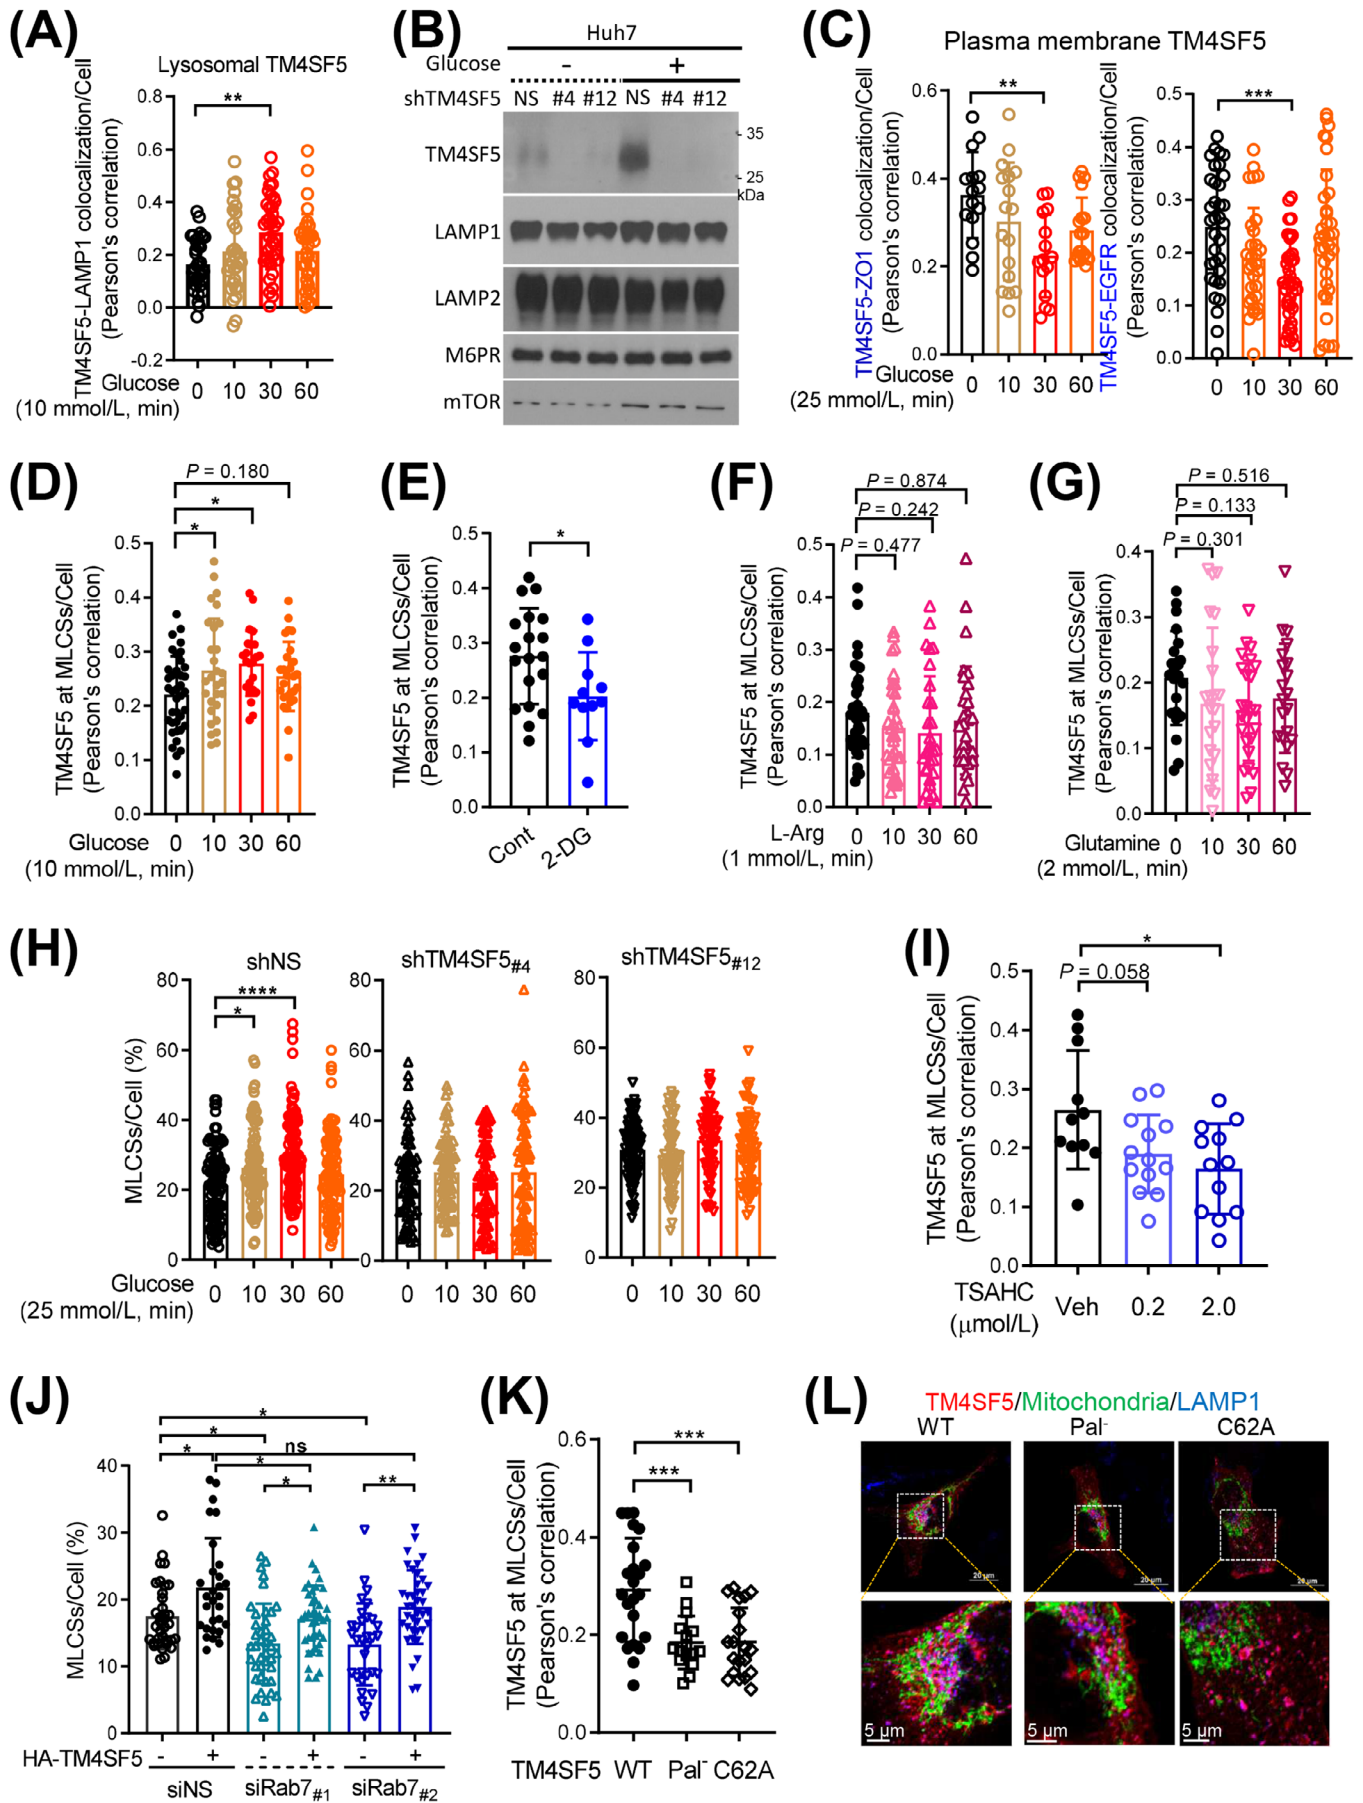 (A)
Lysosomal TM4SF5
TM4SF5-LAMP1 colocalization/Cell
(Pearson's correlation)
0.8
0.6
0.4
0.2
0.0
-0.2
**
Glucose
(10 mmol/L, min)
0 10 30 60
(B)
Huh7
Glucose - +
shTM4SF5 NS #4 #12 NS #4 #12
TM4SF5
- 35
- 25
kDa
LAMP1
LAMP2
M6PR
mTOR
(C)
Plasma membrane TM4SF5
TM4SF5-ZO1 colocalization/Cell
(Pearson's correlation)
0.6
0.4
0.2
0.0
**
Glucose
(25 mmol/L, min)
0 10 30 60
TM4SF5-EGFR colocalization/Cell
(Pearson's correlation)
0.5
0.4
0.3
0.2
0.1
0.0
***
0 10 30 60
(D)
P = 0.180
*
*
TM4SF5 at MLCSs/Cell
(Pearson's correlation)
0.5
0.4
0.3
0.2
0.1
0.0
Glucose
(10 mmol/L, min)
0 10 30 60
(E)
*
TM4SF5 at MLCSs/Cell
(Pearson's correlation)
0.5
0.4
0.3
0.2
0.1
0.0
Cont 2-DG
(F)
P = 0.874
P = 0.242
P = 0.477
TM4SF5 at MLCSs/Cell
(Pearson's correlation)
0.5
0.4
0.3
0.2
0.1
0.0
L-Arg
(1 mmol/L, min)
0 10 30 60
(G)
P = 0.516
P = 0.133
P = 0.301
TM4SF5 at MLCSs/Cell
(Pearson's correlation)
0.4
0.3
0.2
0.1
0.0
Glutamine
(2 mmol/L, min)
0 10 30 60
(H)
shNS
MLCSs/Cell (%)
80
60
40
20
0
****
*
Glucose
(25 mmol/L, min)
0 10 30 60
shTM4SF5#4
80
60
40
20
0
0 10 30 60
shTM4SF5#12
80
60
40
20
0
0 10 30 60
(I)
*
P = 0.058
TM4SF5 at MLCSs/Cell
(Pearson's correlation)
0.5
0.4
0.3
0.2
0.1
0.0
TSAHC
(μmol/L)
Veh 0.2 2.0
(J)
*
*
* ns
*
* **
MLCSs/Cell (%)
40
30
20
10
0
HA-TM4SF5 - + - + - +
siNS siRab7#1 siRab7#2
(K)
***
***
TM4SF5 at MLCSs/Cell
(Pearson's correlation)
0.6
0.4
0.2
0.0
TM4SF5 WT Pal- C62A
(L)
TM4SF5/Mitochondria/LAMP1
WT Pal- C62A
20 μm 20 μm 20 μm
5 μm 5 μm 5 μm